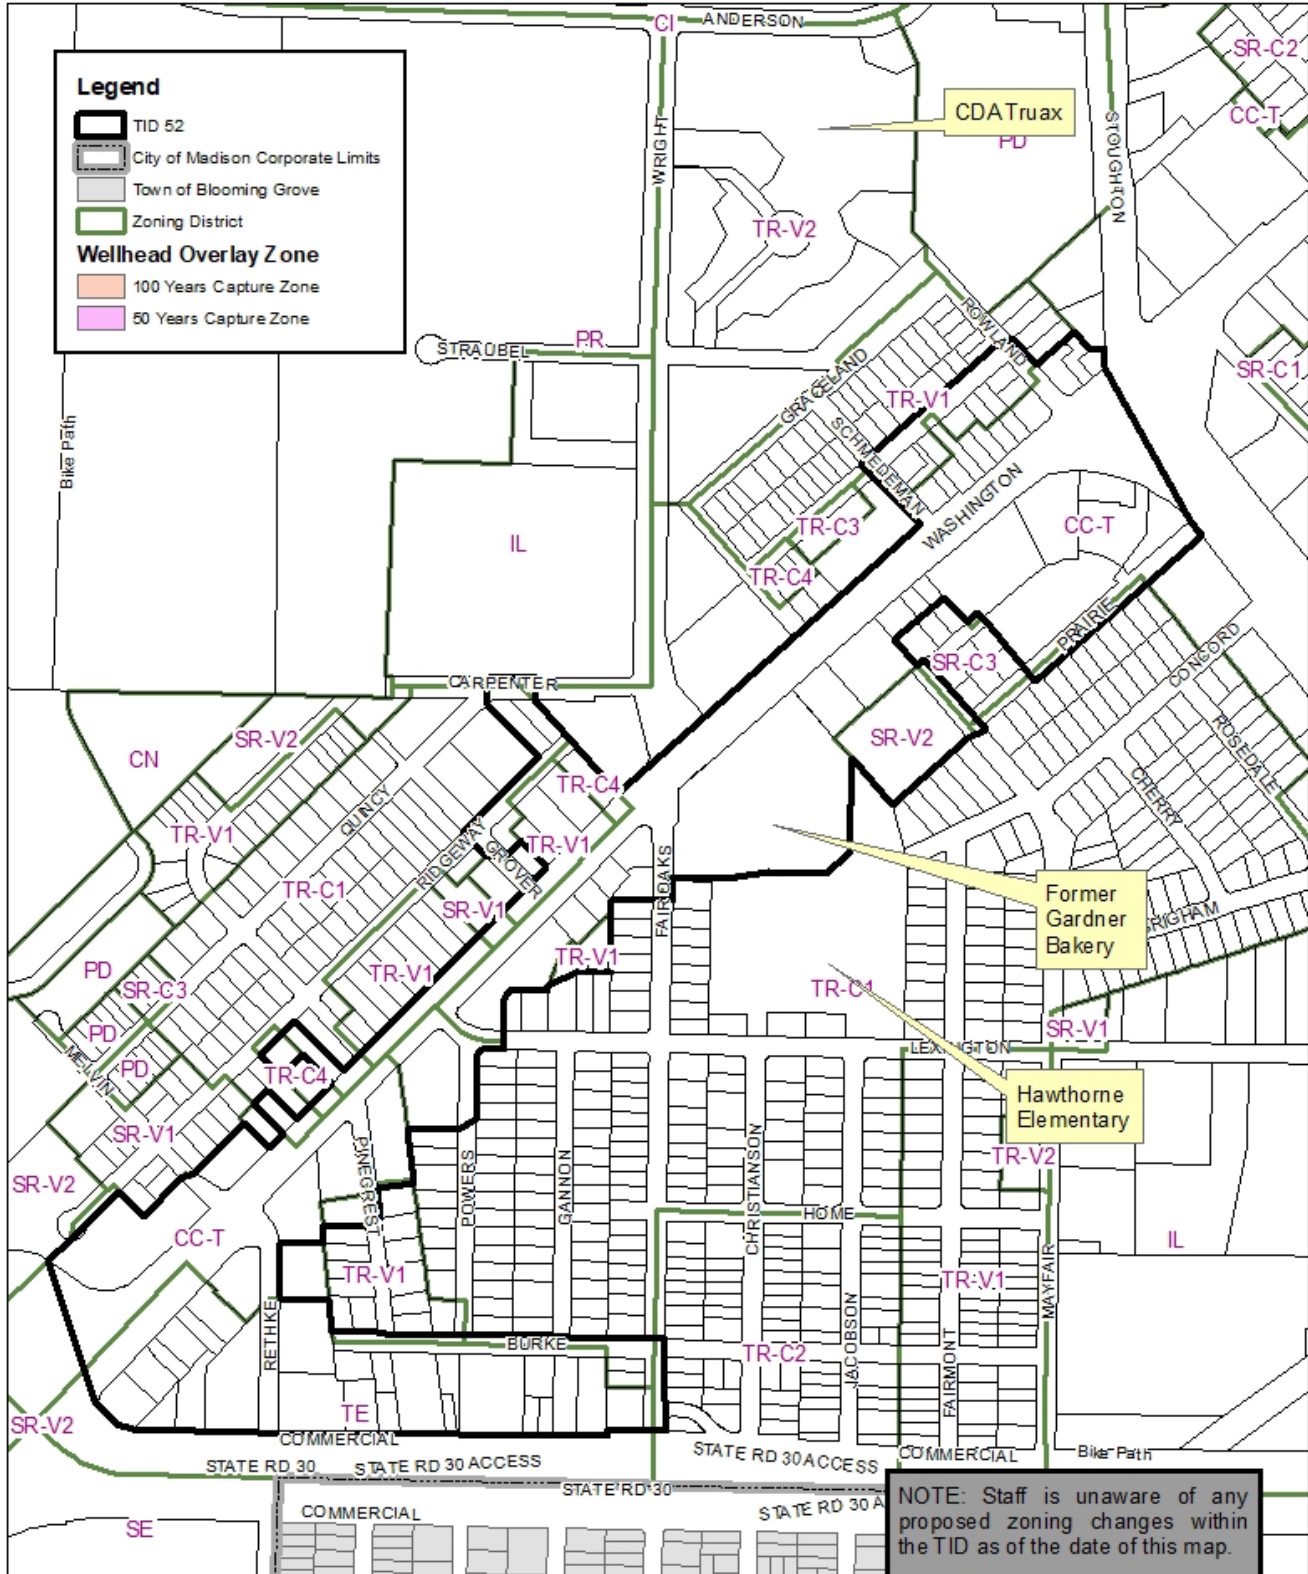 Legend
TID 52
City of Madison Corporate Limits
Town of Blooming Grove
Zoning District
Wellhead Overlay Zone
100 Years Capture Zone
50 Years Capture Zone
CI
ANDERSON
SR-C2
CC-T
CDA Truax
PD
WRIGHT
STOUGHTON
TR-V2
STRAUBEL
PR
ROWLAND
SR-C1
GRACELAND
TR-V1
SCHMEDEMAN
Bike Path
WASHINGTON
IL
TR-C3
CC-T
TR-C4
PRAIRIE
CONCORD
SR-C3
CARPENTER
SR-V2
CN
SR-V2
ROSEDALE
TR-C4
CHERRY
QUINCY
TR-V1
RIDGEWAY
GROVER
TR-V1
FAIR OAKS
TR-C1
Former
Gardner
Bakery
SR-V1
BRIGHAM
PD
SR-C3
TR-V1
TR-V1
TR-C1
PD
SR-V1
MELVIN
PD
TR-C4
LEXINGTON
Hawthorne
Elementary
SR-V1
PINECREST
POWERS
GANNON
CHRISTIANSON
TR-V2
SR-V2
HOME
CC-T
IL
TR-V1
TR-V1
MAYFAIR
RETHKE
BURKE
TR-C2
JACOBSON
FAIRMONT
TE
SR-V2
COMMERCIAL
STATE RD 30
STATE RD 30 ACCESS
STATE RD 30 ACCESS
COMMERCIAL
Bike Path
STATE RD 30
COMMERCIAL
STATE RD 30 A
SE
NOTE: Staff is unaware of any
proposed zoning changes within
the TID as of the date of this map.